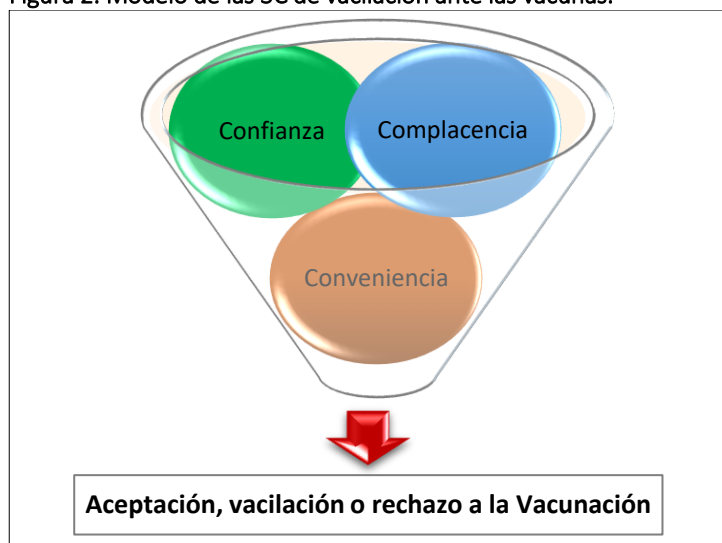 Figura 2. Modelo de las 3C de vacilación ante las vacunas.
Confianza
Complacencia
Conveniencia
Aceptación, vacilación o rechazo a la Vacunación